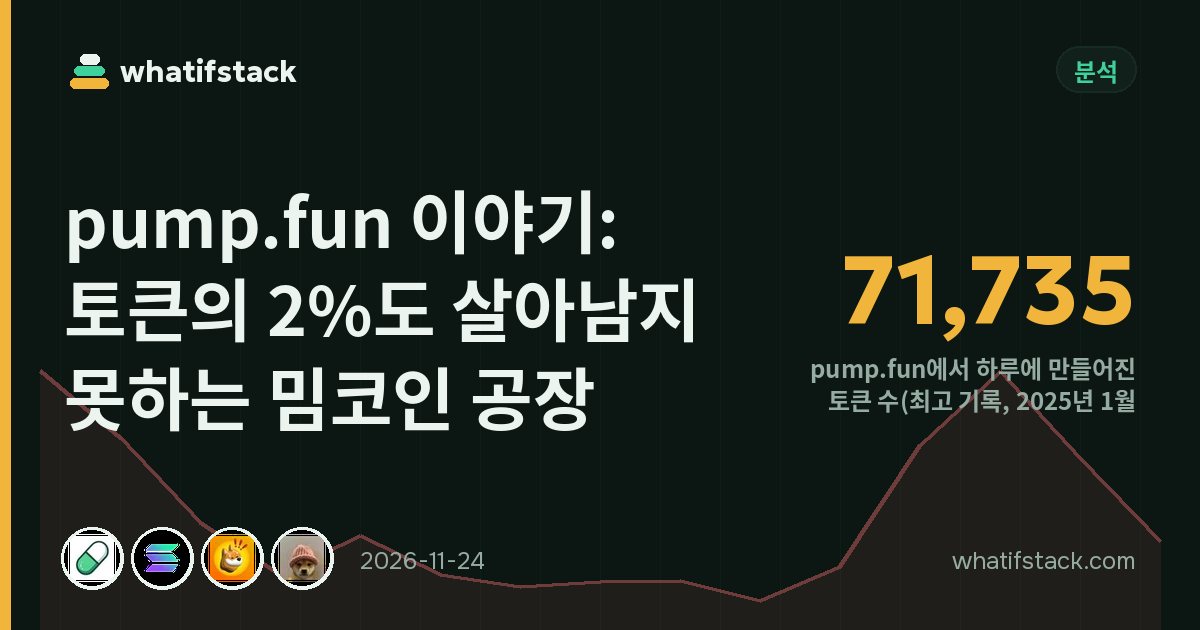 whatifstack
분석
pump.fun 이야기:
토큰의 2%도 살아남지
못하는 밈코인 공장
71,735
pump.fun에서 하루에 만들어진
토큰 수(최고 기록, 2025년 1월
2026-11-24
whatifstack.com